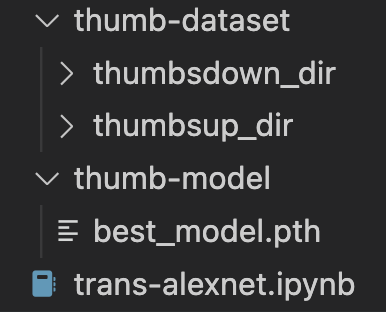 thumb-dataset
thumbsdown_dir
thumbsup_dir
thumb-model
best_model.pth
trans-alexnet.ipynb